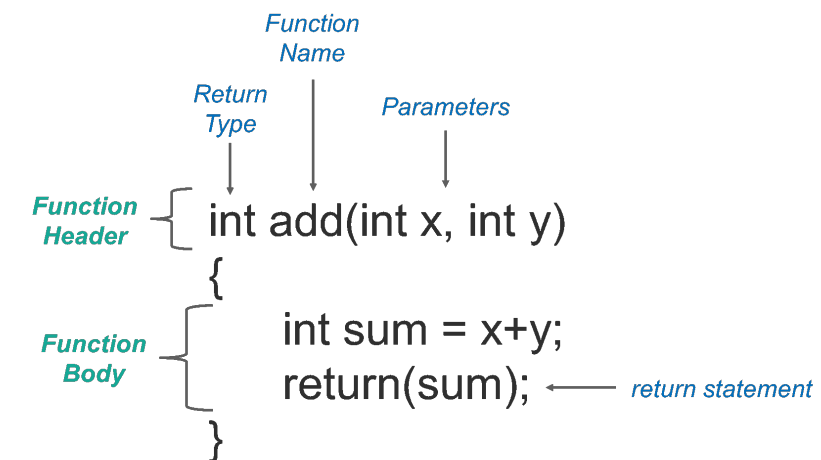 Function
Name
Return
Type
Parameters
Function
Header
int add(int x, int y)
{
Function
Body
int sum = x+y;
return(sum);
return statement
}